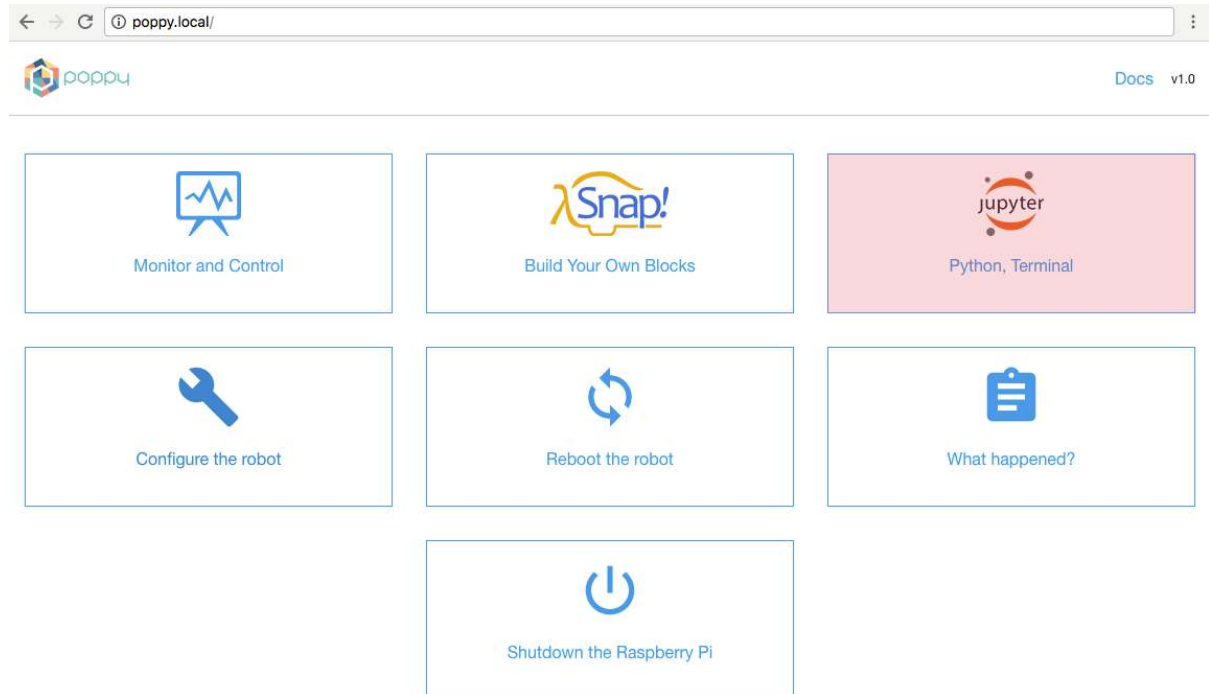 poppy.local/
poppy
Docs v1.0
λSnap!
jupyter
Monitor and Control
Build Your Own Blocks
Python, Terminal
Configure the robot
Reboot the robot
What happened?
Shutdown the Raspberry Pi